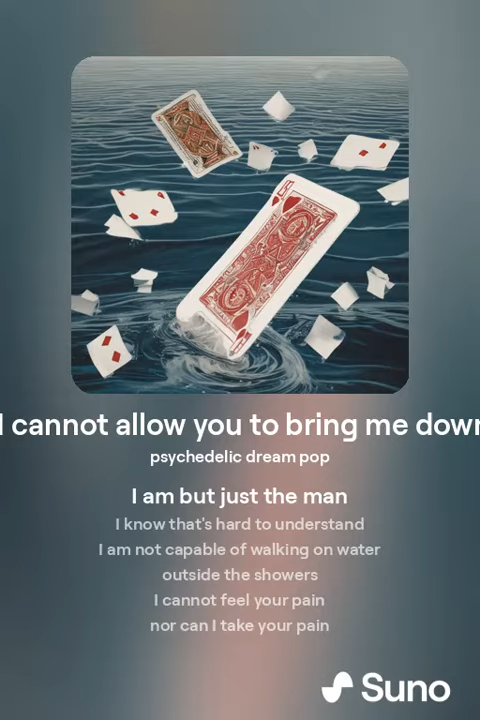 I cannot allow you to bring me down
psychedelic dream pop
I am but just the man
I know that's hard to understand
I am not capable of walking on water
outside the showers
I cannot feel your pain
nor can I take your pain
Suno